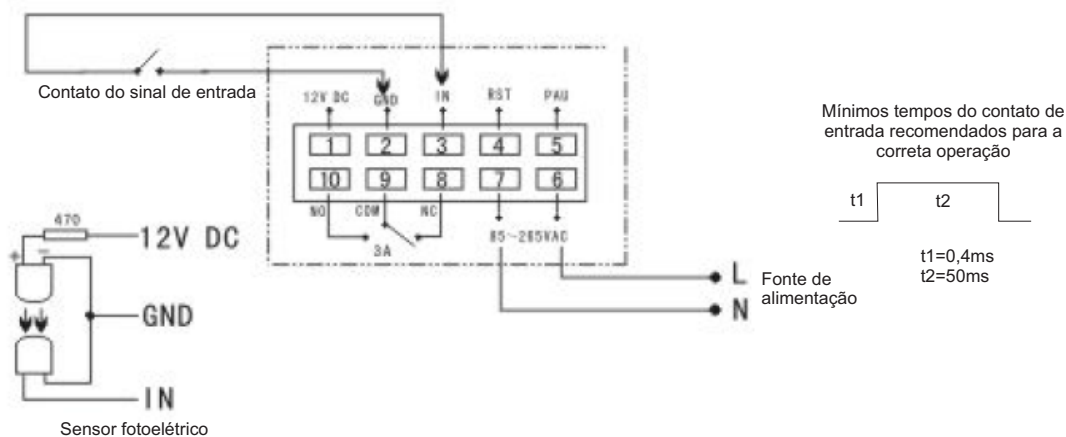 Contato do sinal de entrada
12V DC GND IN RST PAU
1 2 3 4 5
10 9 8 7 6
NO COM NC
3A
85~265VAC
L
N
Fonte de
alimentação
Mínimos tempos do contato de
entrada recomendados para a
correta operação
t1 t2
t1=0,4ms
t2=50ms
470
12V DC
+ -
GND
IN
Sensor fotoelétrico